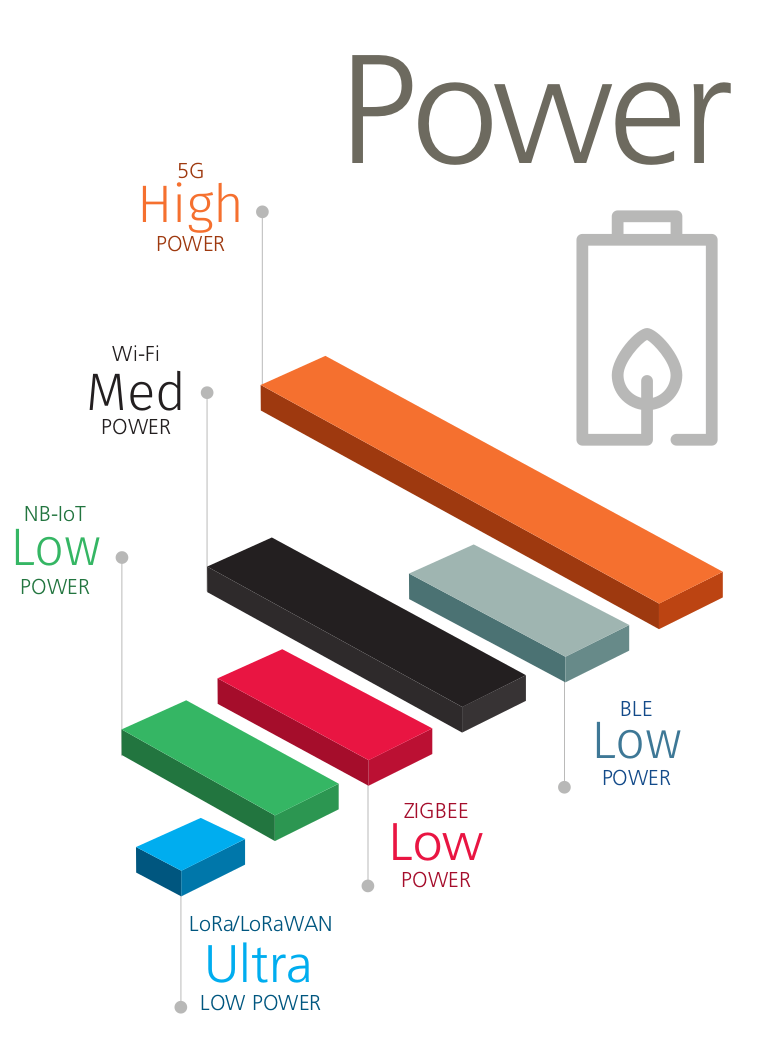 Power
5G
High
POWER
Wi-Fi
Med
POWER
NB-IoT
Low
POWER
BLE
Low
POWER
ZIGBEE
Low
POWER
LoRa/LoRaWAN
Ultra
LOW POWER